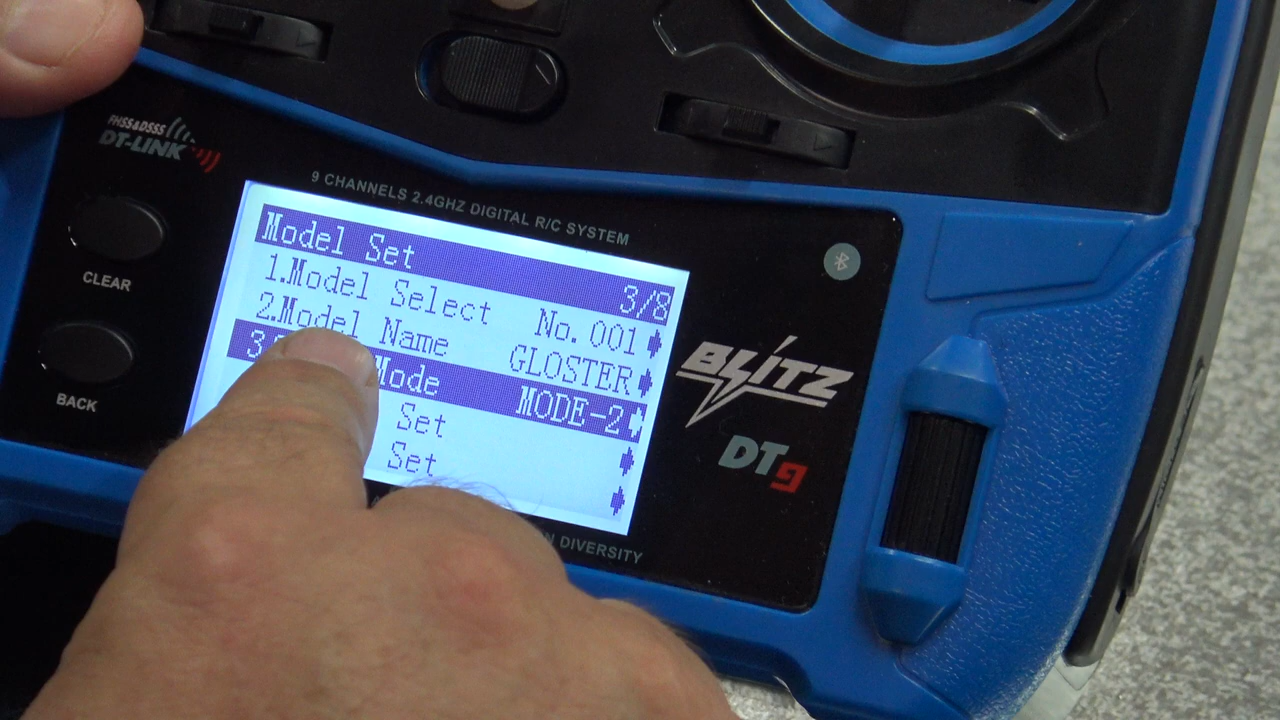 FHSS&DSSS
DT-LINK
9 CHANNELS 2.4GHZ DIGITAL R/C SYSTEM
CLEAR
BACK
Model Set 3/8
1.Model Select No.001
2.Model Name GLOSTER
3. Mode MODE-2
Set
Set
BLITZ
DT9
DIVERSITY